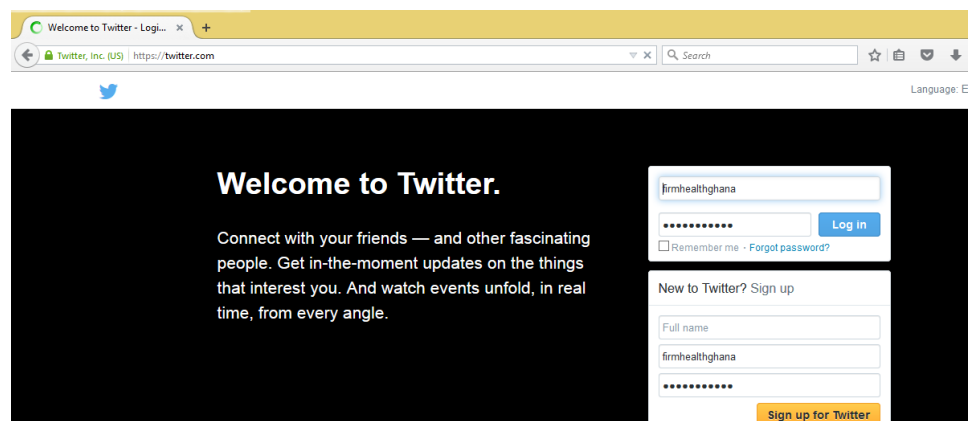 Welcome to Twitter - Logi...
Twitter, Inc. (US) https://twitter.com
Search
Language: E
Welcome to Twitter.
Connect with your friends — and other fascinating
people. Get in-the-moment updates on the things
that interest you. And watch events unfold, in real
time, from every angle.
firmhealthghana
Log in
Remember me · Forgot password?
New to Twitter? Sign up
Full name
firmhealthghana
Sign up for Twitter